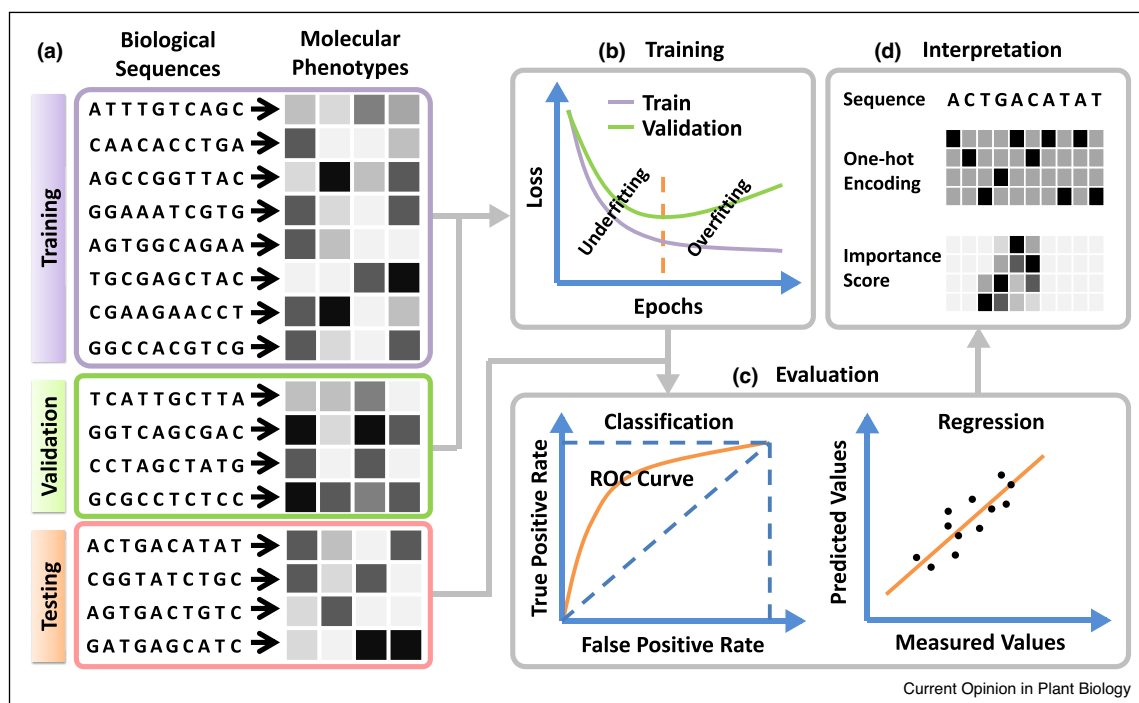 (a)
Biological
Sequences
Molecular
Phenotypes
Training
ATTTGTCAGC
CAACACCTGA
AGCCGGTTAC
GGAAATCGTG
AGTGGCAGAA
TGCGAGCTAC
CGAAGAACCT
GGCCACGTCG
Validation
TCATTGCTTA
GGTCAGCGAC
CCTAGCTATG
GCGCCTCTCC
Testing
ACTGACATAT
CGGTATCTGC
AGTGACTGTC
GATGAGCATC
(b) Training
Train
Validation
Loss
Underfitting
Overfitting
Epochs
(d) Interpretation
Sequence ACTGACATAT
One-hot
Encoding
Importance
Score
(c) Evaluation
Classification
True Positive Rate
ROC Curve
False Positive Rate
Regression
Predicted Values
Measured Values
Current Opinion in Plant Biology